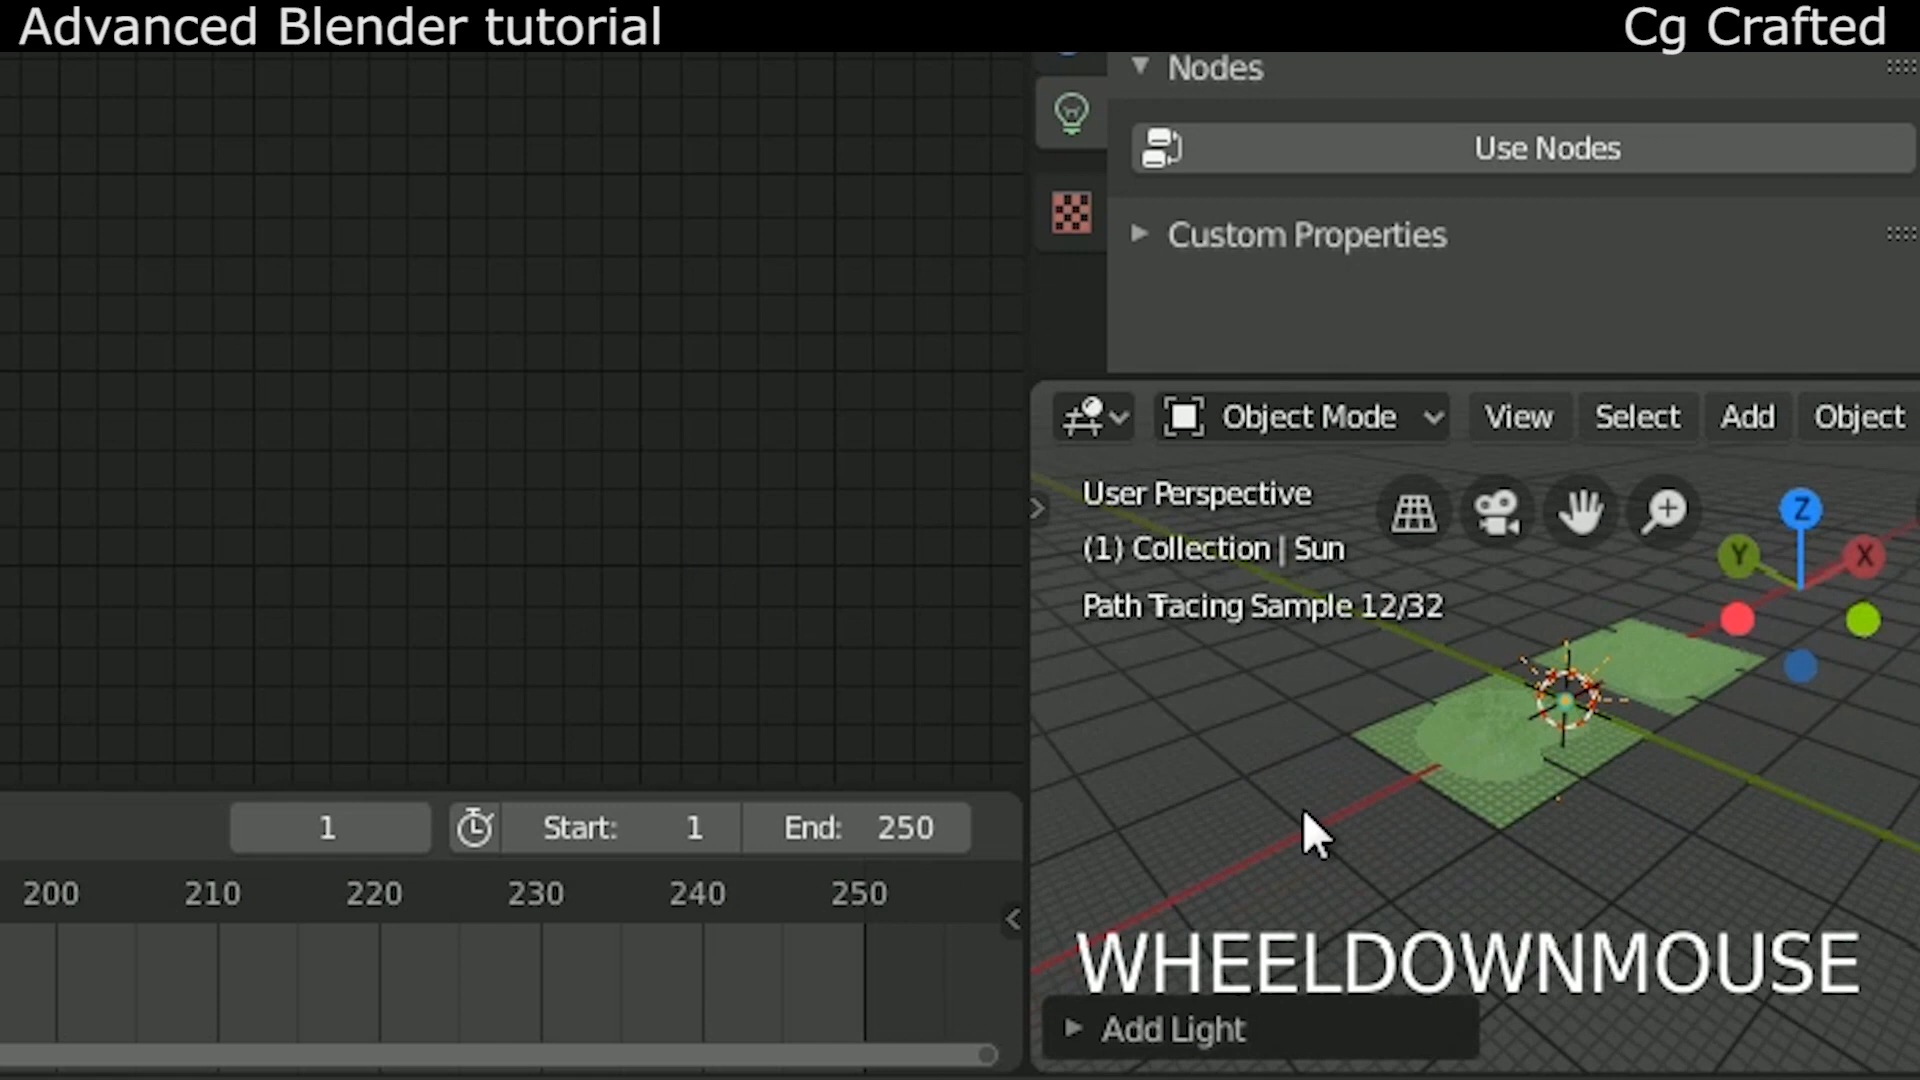 Advanced Blender tutorial
Cg Crafted
Nodes
Use Nodes
Custom Properties
Object Mode
View
Select
Add
Object
User Perspective
(1) Collection | Sun
Path Tracing Sample 12/32
Z
Y
X
1
Start: 1
End: 250
200 210 220 230 240 250
WHEELDOWNMOUSE
Add Light